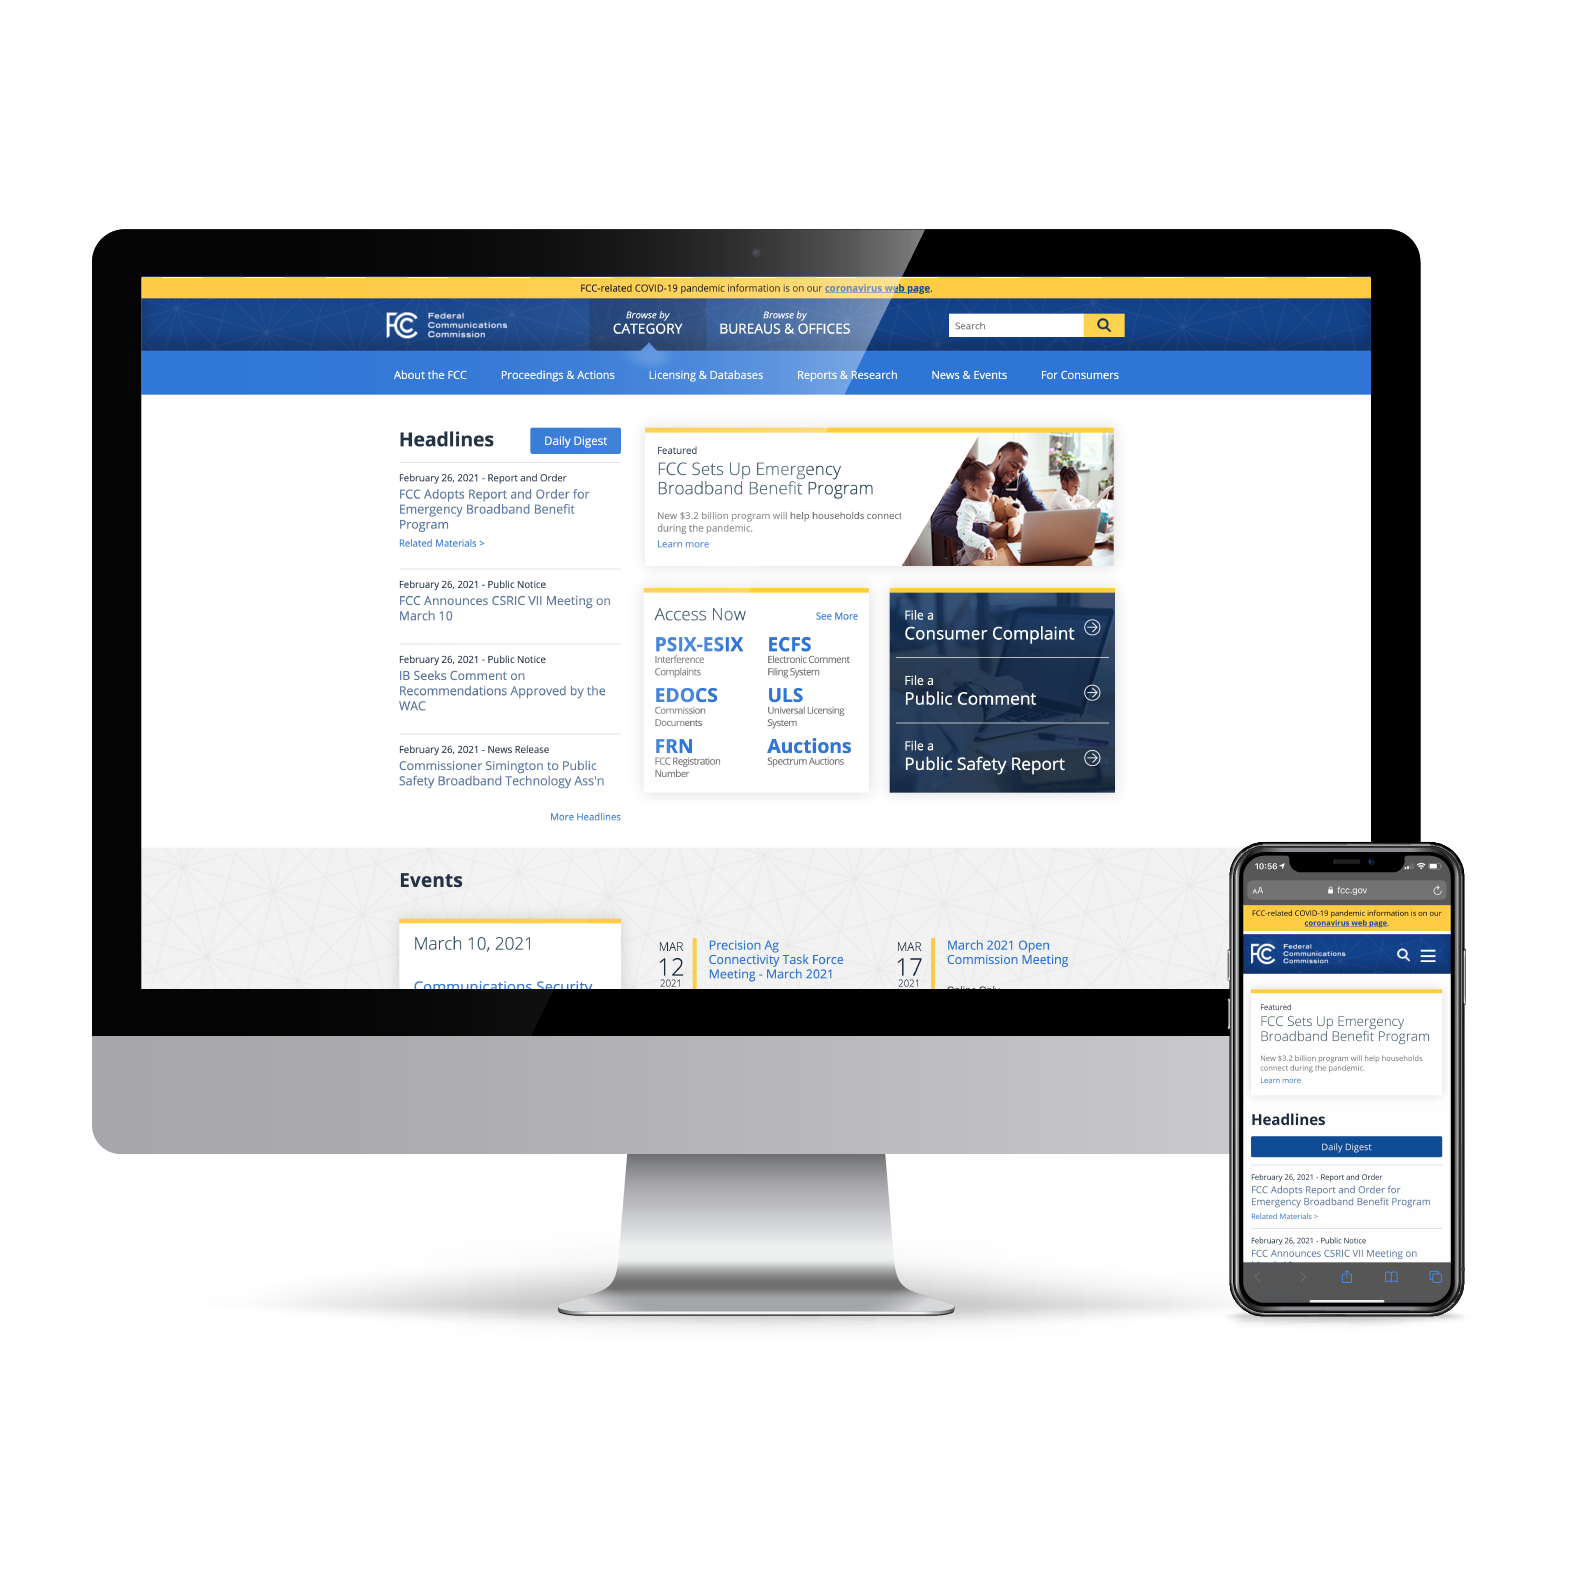 FCC-related COVID-19 pandemic information is on our coronavirus web page.
FCC Federal
Communications
Commission
Browse by
CATEGORY
Browse by
BUREAUS & OFFICES
Search
About the FCC Proceedings & Actions Licensing & Databases Reports & Research News & Events For Consumers
Headlines
Daily Digest
February 26, 2021 - Report and Order
FCC Adopts Report and Order for
Emergency Broadband Benefit
Program
Related Materials >
February 26, 2021 - Public Notice
FCC Announces CSRIC VII Meeting on
March 10
February 26, 2021 - Public Notice
IB Seeks Comment on
Recommendations Approved by the
WAC
February 26, 2021 - News Release
Commissioner Simington to Public
Safety Broadband Technology Ass'n
More Headlines
Featured
FCC Sets Up Emergency
Broadband Benefit Program
New $3.2 billion program will help households connect
during the pandemic.
Learn more
Access Now
See More
PSIX-ESIX
Interference
Complaints
ECFS
Electronic Comment
Filing System
EDOCS
Commission
Documents
ULS
Universal Licensing
System
FRN
FCC Registration
Number
Auctions
Spectrum Auctions
File a
Consumer Complaint
File a
Public Comment
File a
Public Safety Report
Events
March 10, 2021
Communications Security
MAR
12
2021
Precision Ag
Connectivity Task Force
Meeting - March 2021
MAR
17
2021
March 2021 Open
Commission Meeting
Online Only
10:56
AA
fcc.gov
FCC-related COVID-19 pandemic information is on our
coronavirus web page.
FCC Federal
Communications
Commission
Featured
FCC Sets Up Emergency
Broadband Benefit Program
New $3.2 billion program will help households
connect during the pandemic.
Learn more
Headlines
Daily Digest
February 26, 2021 - Report and Order
FCC Adopts Report and Order for
Emergency Broadband Benefit Program
Related Materials >
February 26, 2021 - Public Notice
FCC Announces CSRIC VII Meeting on